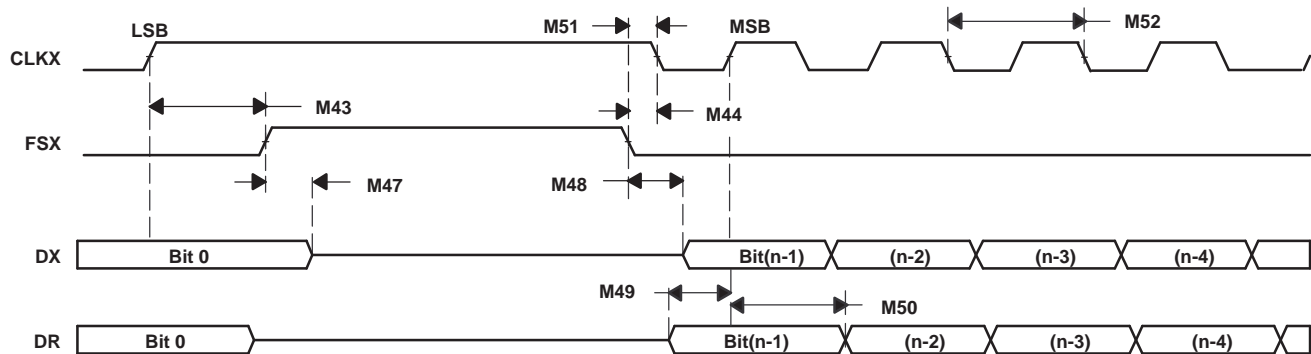 LSB M51 MSB M52
CLKX
M43 M44
FSX
M47 M48
DX Bit 0 Bit(n-1) (n-2) (n-3) (n-4)
M49 M50
DR Bit 0 Bit(n-1) (n-2) (n-3) (n-4)